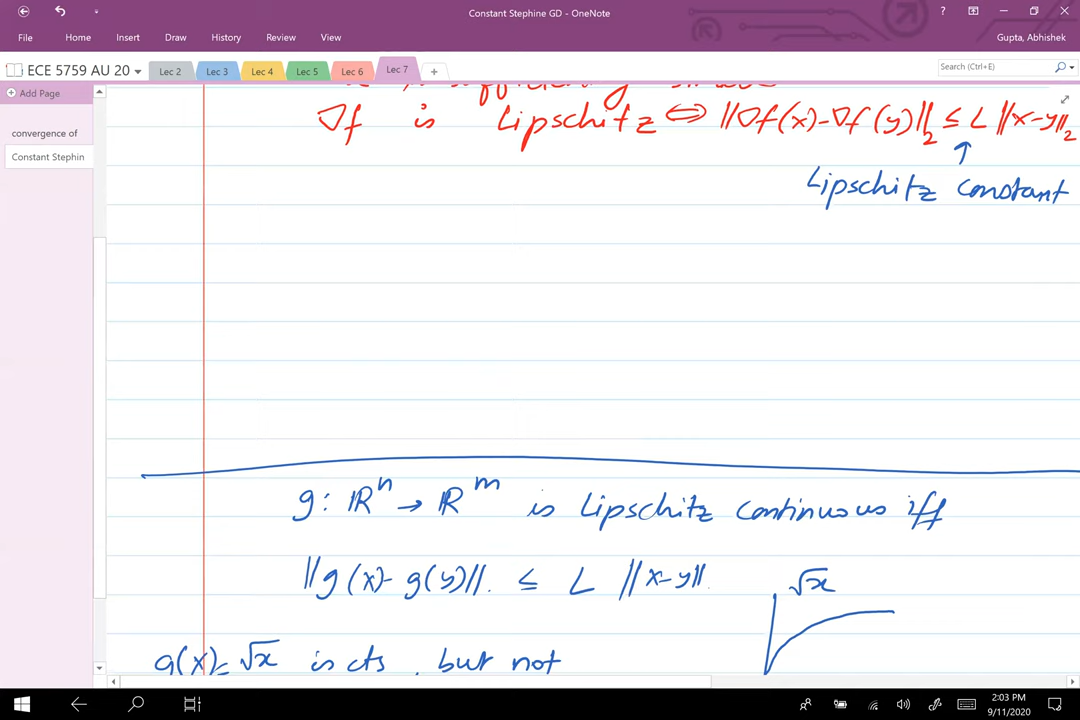 Constant Stephine GD - OneNote
File Home Insert Draw History Review View
Gupta, Abhishek
ECE 5759 AU 20
Lec 2 Lec 3 Lec 4 Lec 5 Lec 6 Lec 7
Search (Ctrl+E)
Add Page
convergence of
Constant Stephin
sufficiently
∇f is Lipschitz ⇔ ||∇f(x)-∇f(y)||₂ ≤ L ||x-y||₂
↑
Lipschitz constant
g: ℝⁿ → ℝᵐ is Lipschitz continuous iff
||g(x)- g(y)||. ≤ L ||x-y||.
√x
g(x)= √x is cts, but not
2:03 PM
9/11/2020